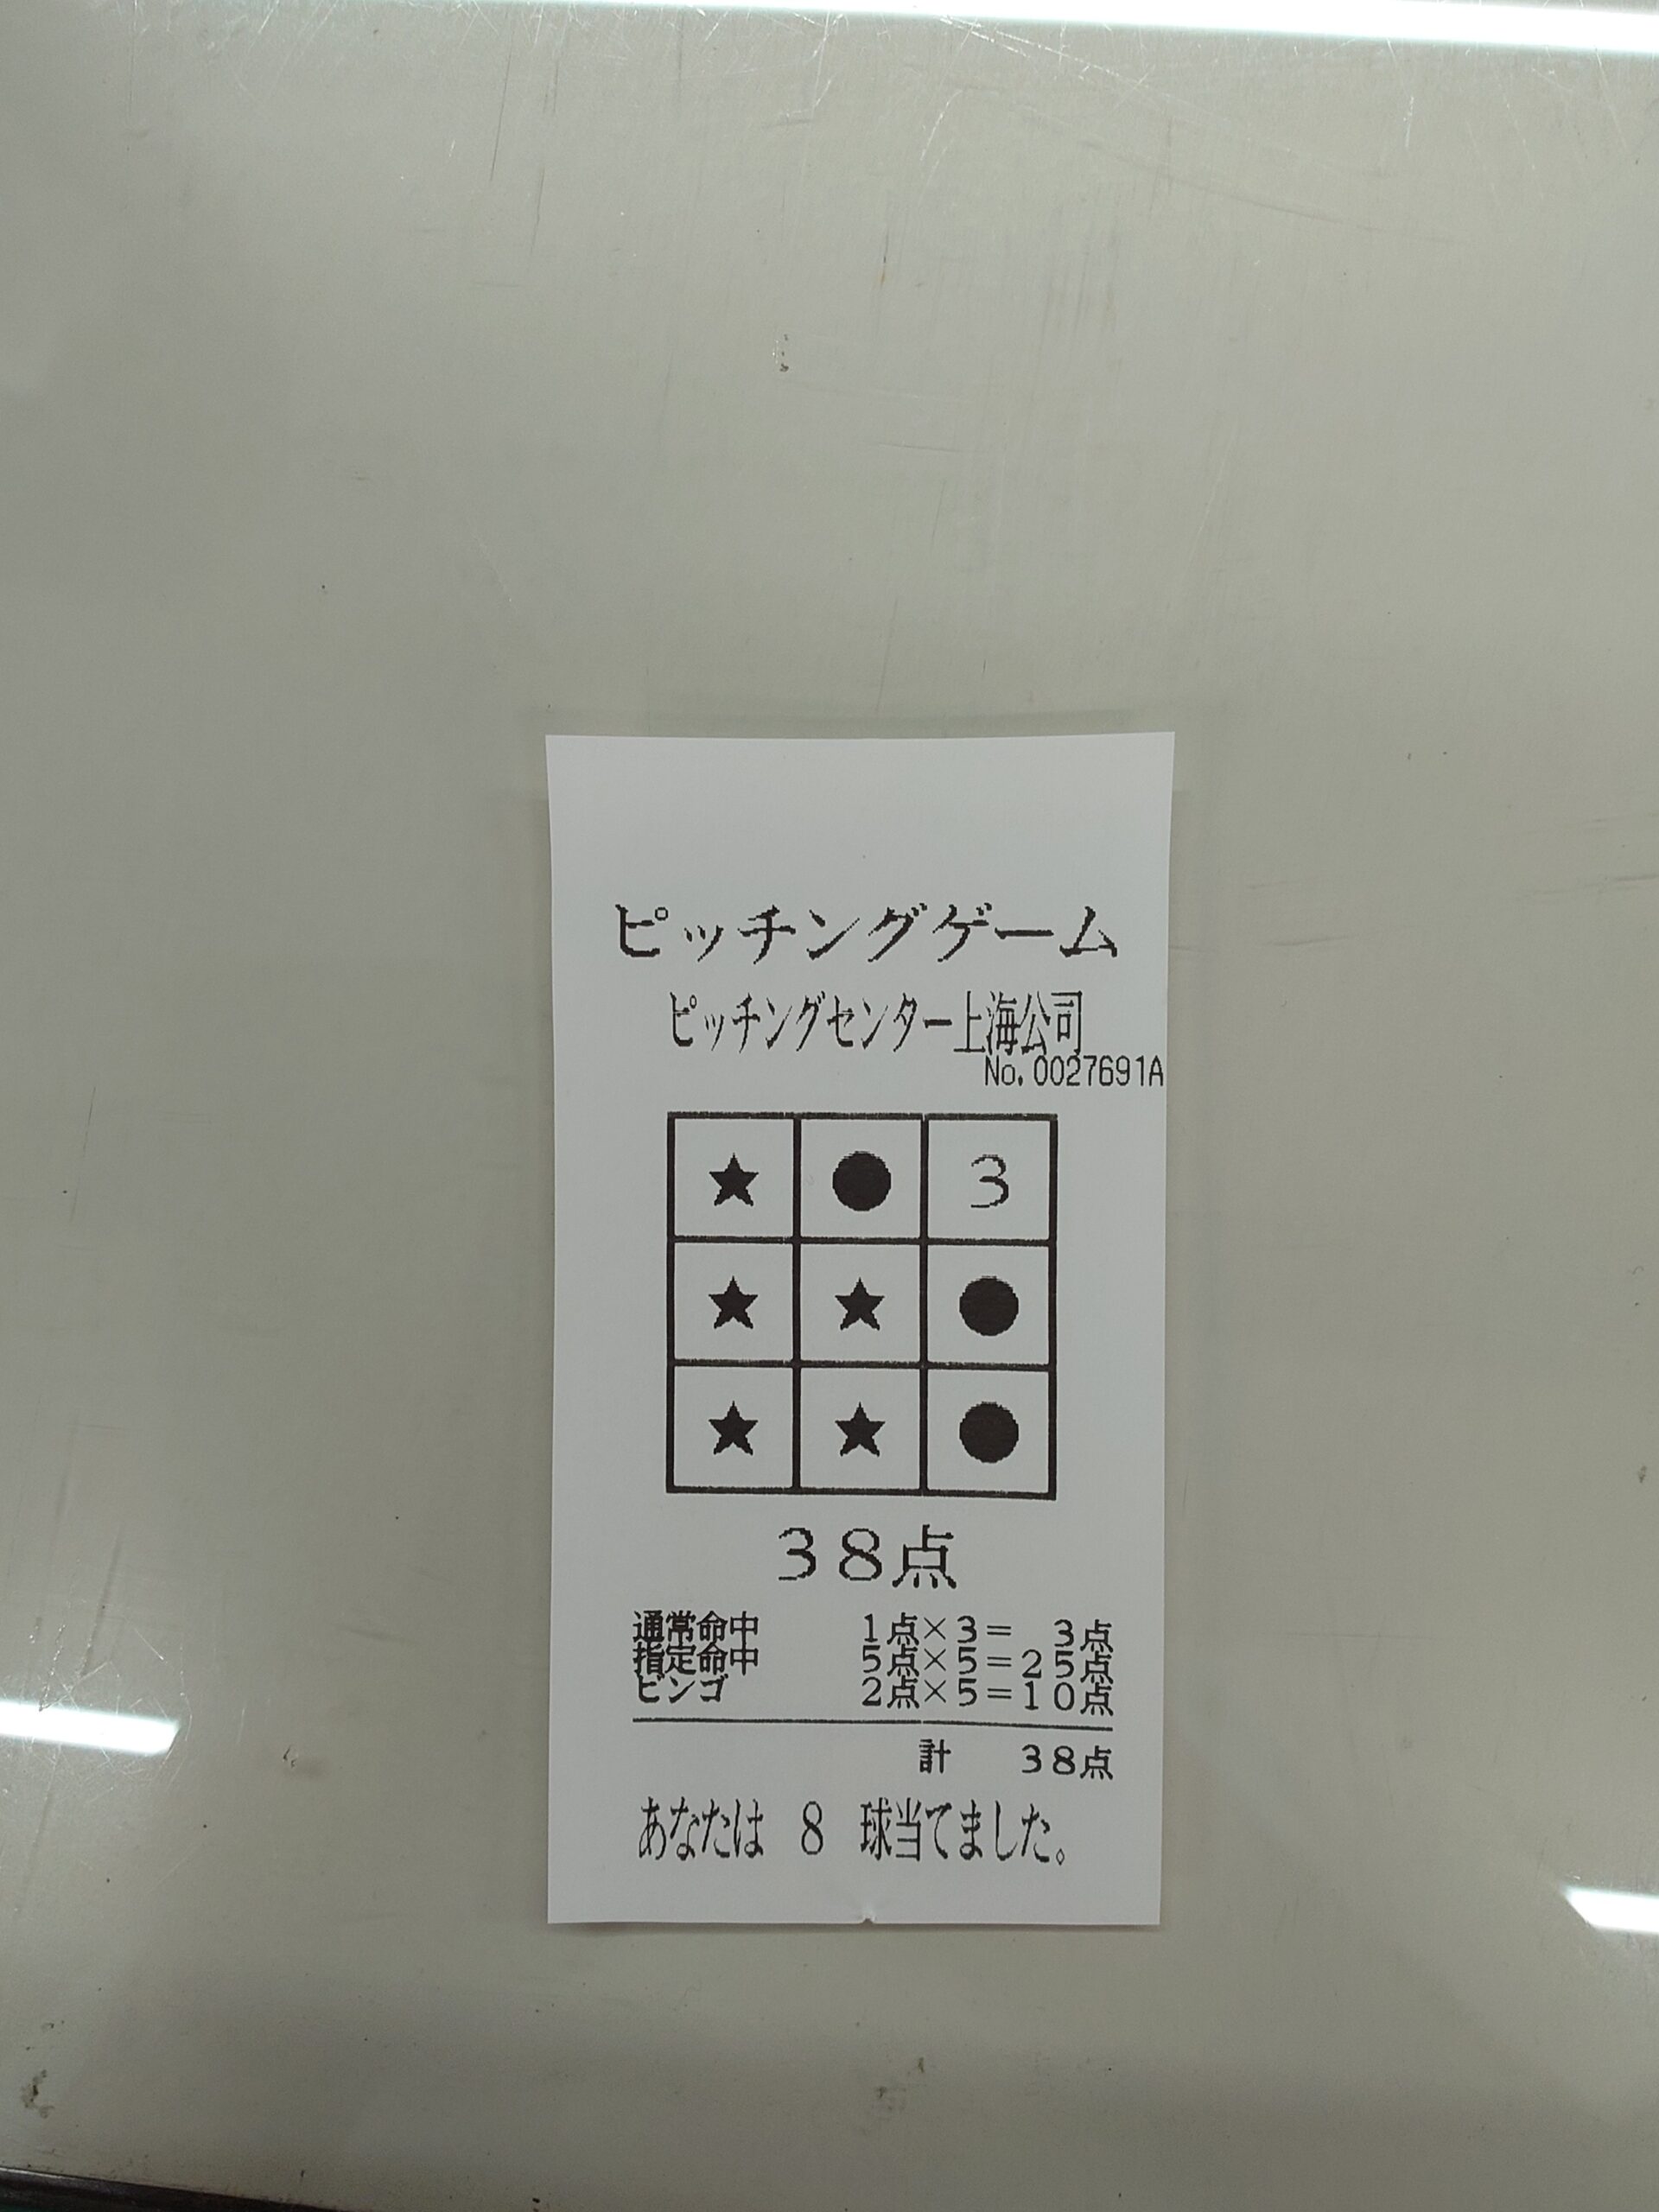 ピッチングゲーム
ピッチングセンター上海公司
No.0027691A
★ ● 3
★ ★ ●
★ ★ ●
38点
通常命中 1点×3= 3点
指定命中 5点×5=25点
ビンゴ 2点×5=10点
計 38点
あなたは 8 球当てました。